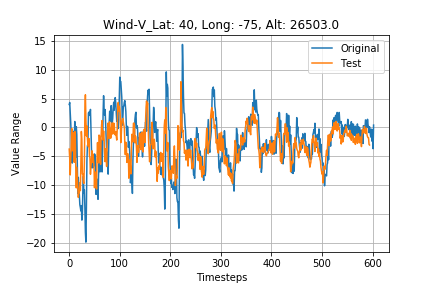 Wind-V_Lat: 40, Long: -75, Alt: 26503.0
Original
Test
Value Range
15
10
5
0
−5
−10
−15
−20
0 100 200 300 400 500 600
Timesteps